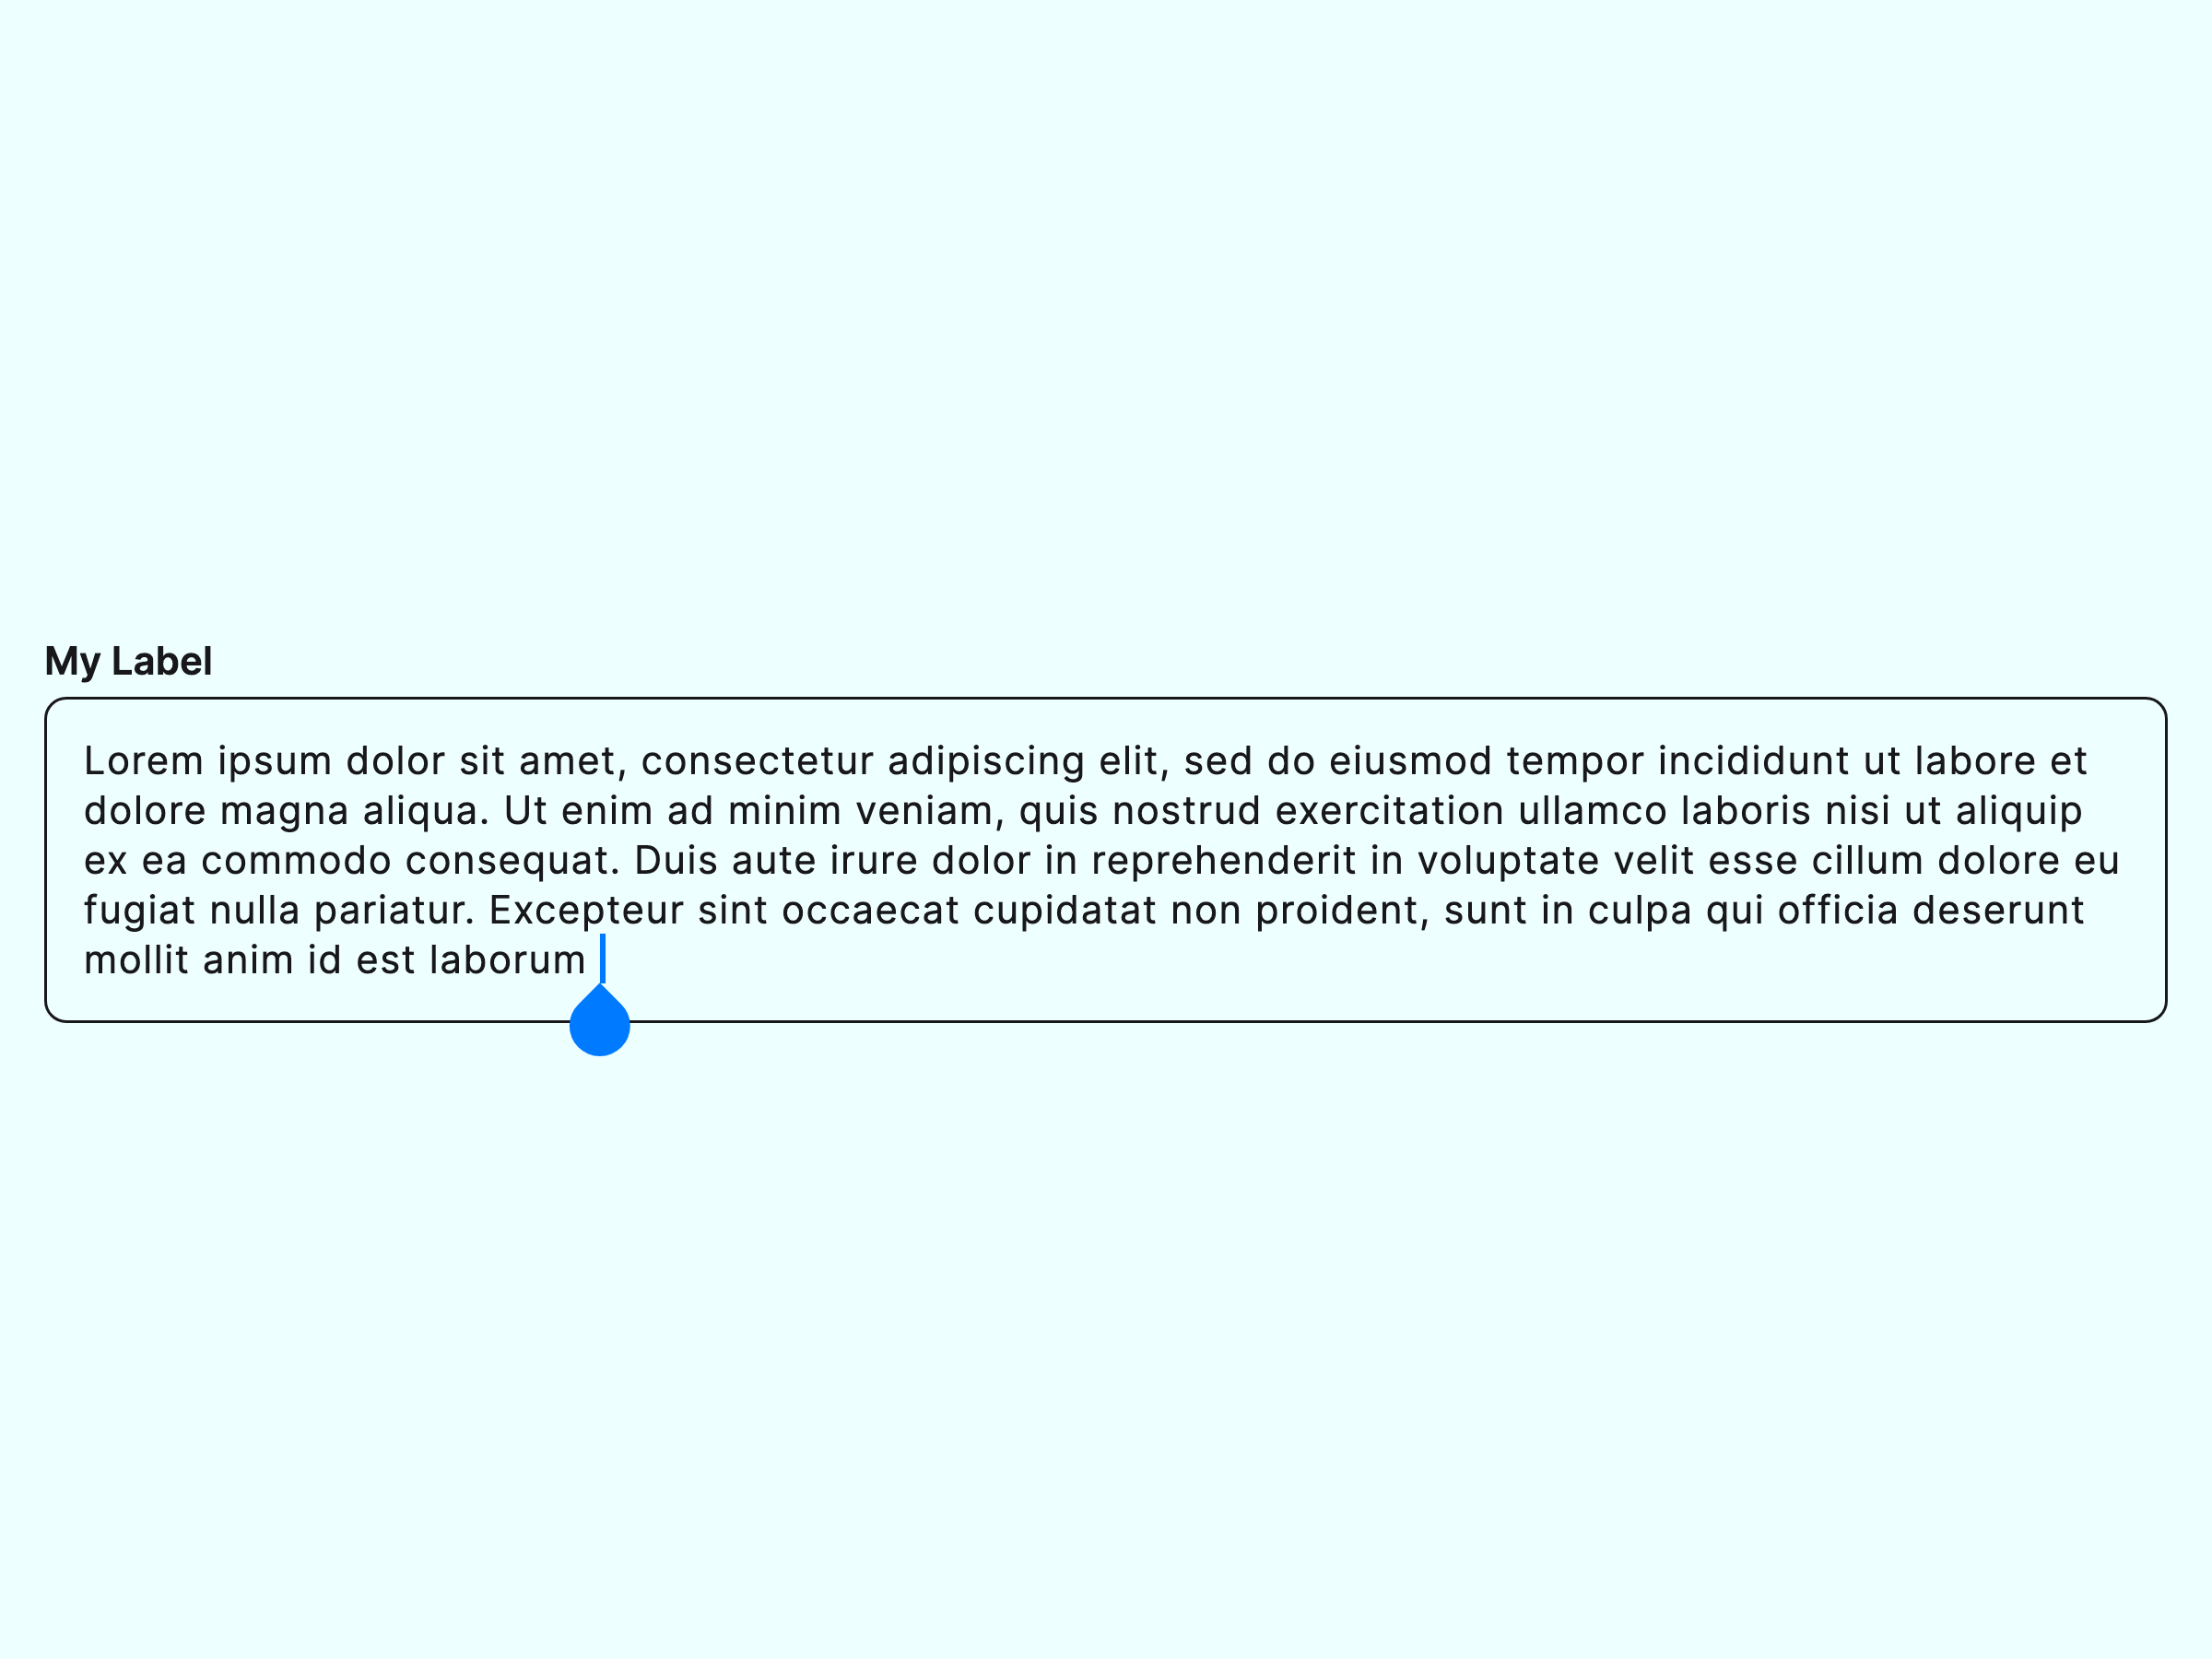 My Label
Lorem ipsum dolor sit amet, consectetur adipiscing elit, sed do eiusmod tempor incididunt ut labore et
dolore magna aliqua. Ut enim ad minim veniam, quis nostrud exercitation ullamco laboris nisi ut aliquip
ex ea commodo consequat. Duis aute irure dolor in reprehenderit in voluptate velit esse cillum dolore eu
fugiat nulla pariatur. Excepteur sint occaecat cupidatat non proident, sunt in culpa qui officia deserunt
mollit anim id est laborum